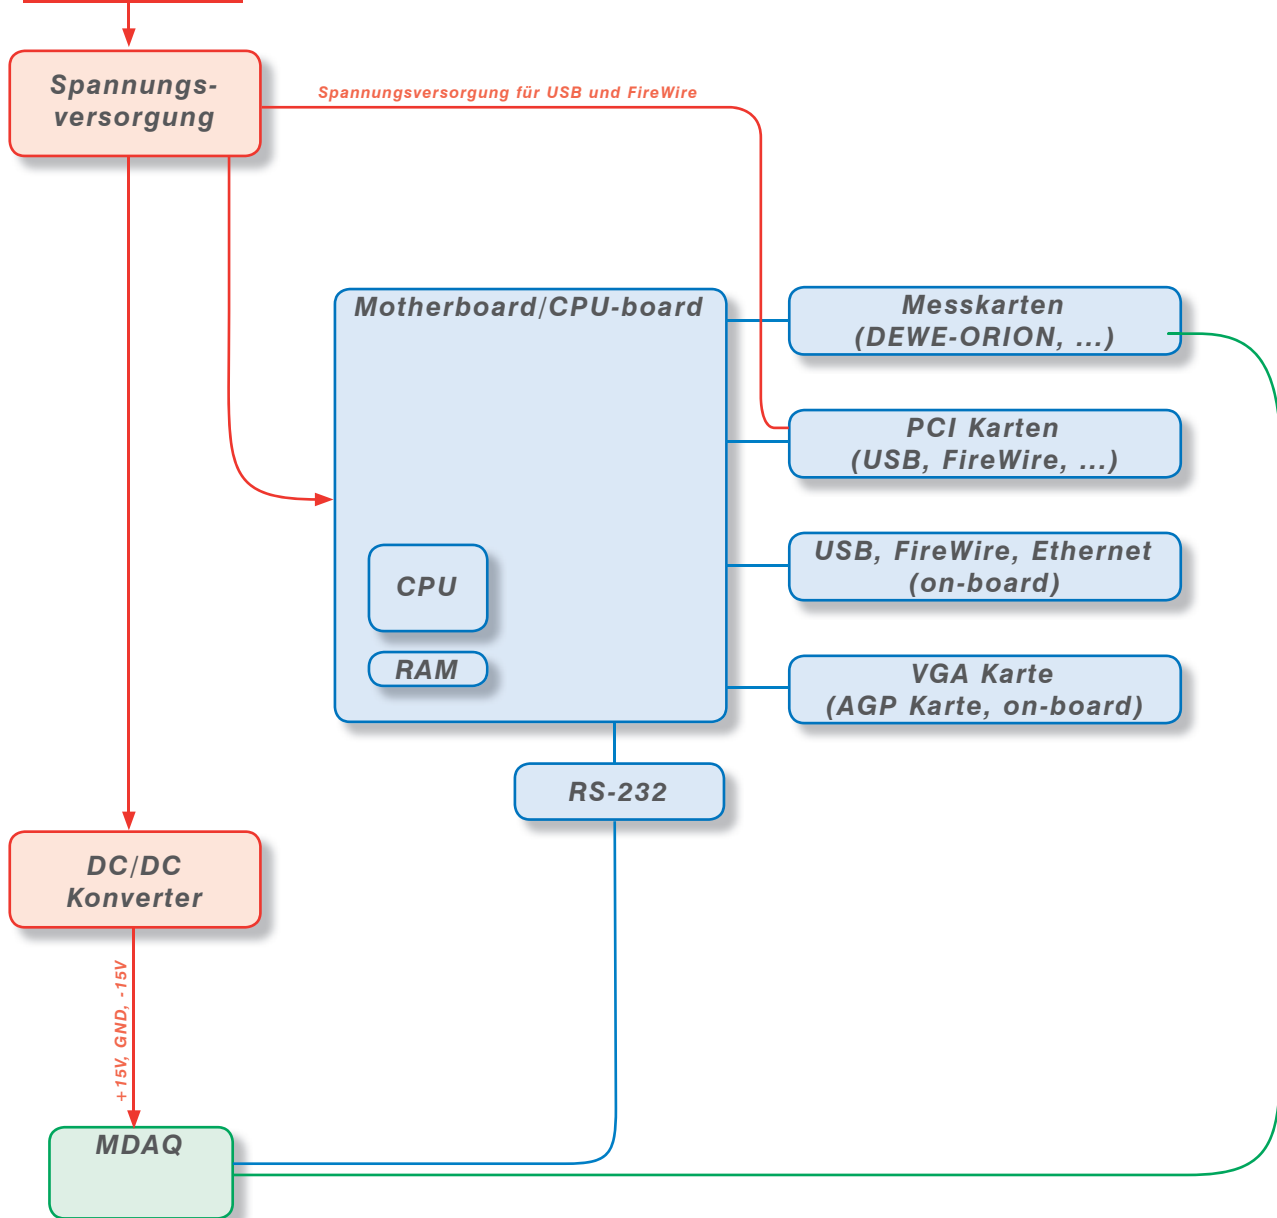 Spannungs-
versorgung
Spannungsversorgung für USB und FireWire
Motherboard/CPU-board
Messkarten
(DEWE-ORION, ...)
PCI Karten
(USB, FireWire, ...)
USB, FireWire, Ethernet
(on-board)
CPU
RAM
VGA Karte
(AGP Karte, on-board)
RS-232
DC/DC
Konverter
+15V, GND, -15V
MDAQ